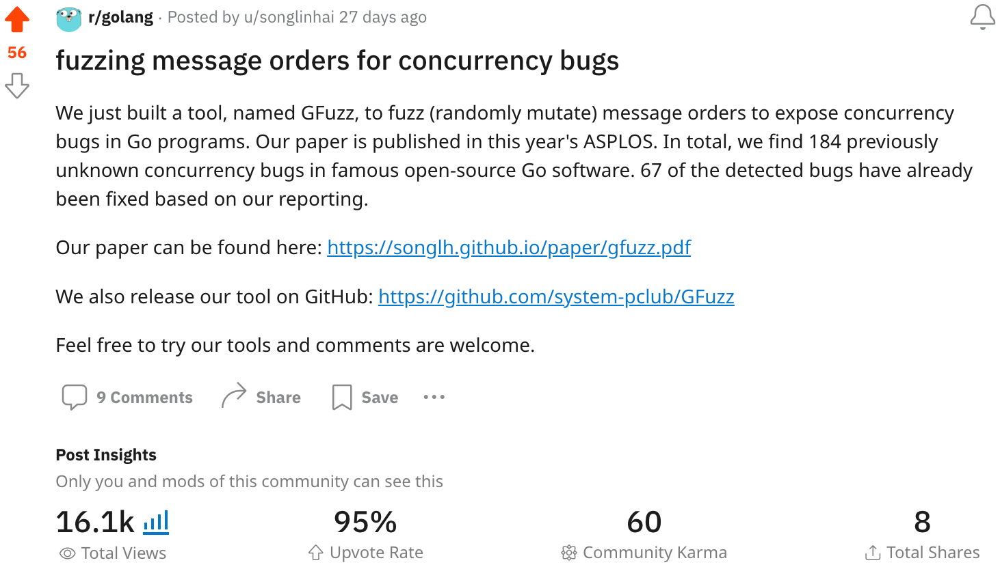 r/golang · Posted by u/songlinhai 27 days ago
56
fuzzing message orders for concurrency bugs
We just built a tool, named GFuzz, to fuzz (randomly mutate) message orders to expose concurrency
bugs in Go programs. Our paper is published in this year's ASPLOS. In total, we find 184 previously
unknown concurrency bugs in famous open-source Go software. 67 of the detected bugs have already
been fixed based on our reporting.
Our paper can be found here: https://songlh.github.io/paper/gfuzz.pdf
We also release our tool on GitHub: https://github.com/system-pclub/GFuzz
Feel free to try our tools and comments are welcome.
9 Comments Share Save ···
Post Insights
Only you and mods of this community can see this
16.1k 95% 60 8
Total Views Upvote Rate Community Karma Total Shares